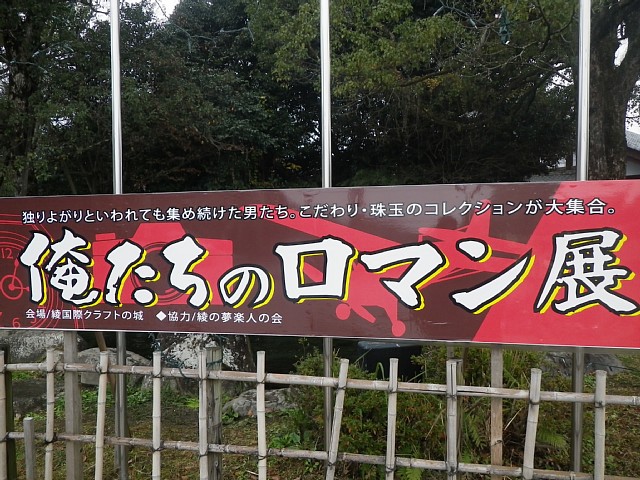 独りよがりといわれても集め続けた男たち。こだわり・珠玉のコレクションが大集合。
俺たちのロマン展
会場/綾国際クラフトの城　◆協力/綾の夢楽人の会